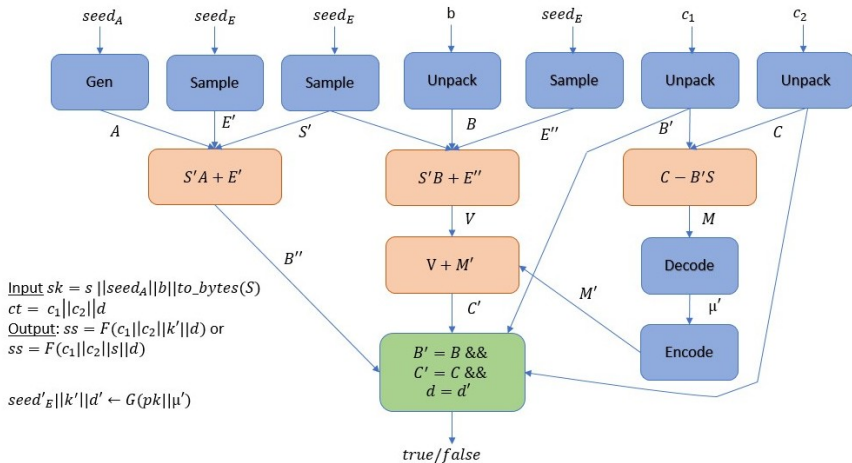 seed_A
seed_E
seed_E
b
seed_E
c_1
c_2
Gen
Sample
Sample
Unpack
Sample
Unpack
Unpack
A
E′
S′
B
E′′
B′
C
S′A + E′
S′B + E′′
C − B′S
V
M
B′′
V + M′
Decode
M′
μ′
C′
Encode
Input sk = s ||seed_A||b||to_bytes(S)
ct = c_1||c_2||d
Output: ss = F(c_1||c_2||k′||d) or
ss = F(c_1||c_2||s||d)
seed′_E||k′||d′ ← G(pk||μ′)
B′ = B &&
C′ = C &&
d = d′
true/false